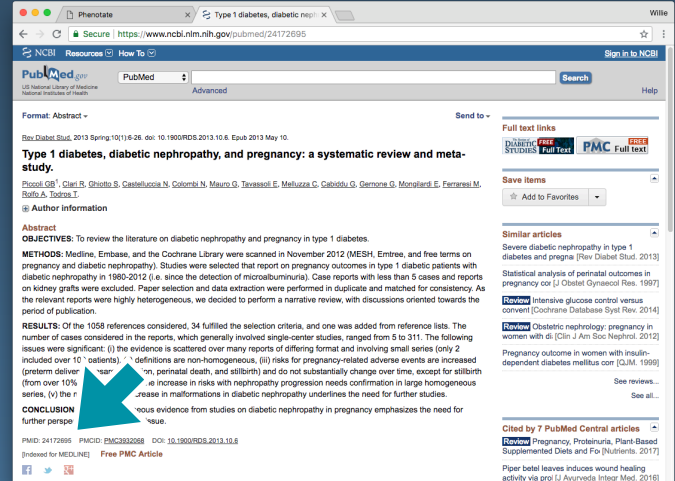 Phenotate
Type 1 diabetes, diabetic neph
Willie
Secure https://www.ncbi.nlm.nih.gov/pubmed/24172695
NCBI Resources How To Sign in to NCBI
PubMed.gov
US National Library of Medicine
National Institutes of Health
PubMed
Search
Advanced
Help
Format: Abstract
Send to
Rev Diabet Stud. 2013 Spring;10(1):6-26. doi: 10.1900/RDS.2013.10.6. Epub 2013 May 10.
Type 1 diabetes, diabetic nephropathy, and pregnancy: a systematic review and meta-
study.
Piccoli GB1, Clari R, Ghiotto S, Castelluccia N, Colombi N, Mauro G, Tavassoli E, Melluzza C, Cabiddu G, Gernone G, Mongilardi E, Ferraresi M,
Rolfo A, Todros T.
Author information
Abstract
OBJECTIVES: To review the literature on diabetic nephropathy and pregnancy in type 1 diabetes.
METHODS: Medline, Embase, and the Cochrane Library were scanned in November 2012 (MESH, Emtree, and free terms on
pregnancy and diabetic nephropathy). Studies were selected that report on pregnancy outcomes in type 1 diabetic patients with
diabetic nephropathy in 1980-2012 (i.e. since the detection of microalbuminuria). Case reports with less than 5 cases and reports
on kidney grafts were excluded. Paper selection and data extraction were performed in duplicate and matched for consistency. As
the relevant reports were highly heterogeneous, we decided to perform a narrative review, with discussions oriented towards the
period of publication.
RESULTS: Of the 1058 references considered, 34 fulfilled the selection criteria, and one was added from reference lists. The
number of cases considered in the reports, which generally involved single-center studies, ranged from 5 to 311. The following
issues were significant: (i) the evidence is scattered over many reports of differing format and involving small series (only 2
included over 10 patients), definitions are non-homogeneous, (iii) risks for pregnancy-related adverse events are increased
(preterm deliver perinatal death, and stillbirth) and do not substantially change over time, except for stillbirth
(from over 10% e increase in risks with nephropathy progression needs confirmation in large homogeneous
series, (v) the crease in malformations in diabetic nephropathy underlines the need for further studies.
CONCLUSION eous evidence from studies on diabetic nephropathy in pregnancy emphasizes the need for
further perspe issue.
PMID: 24172695 PMCID: PMC3932068 DOI: 10.1900/RDS.2013.10.6
[Indexed for MEDLINE] Free PMC Article
Full text links
The Review of
DIABETIC STUDIES FREE Full Text
PMC FREE Full text
Save items
Add to Favorites
Similar articles
Severe diabetic nephropathy in type 1
diabetes and pregna [Rev Diabet Stud. 2013]
Statistical analysis of perinatal outcomes in
pregnancy cor [J Obstet Gynaecol Res. 1997]
Review Intensive glucose control versus
convent [Cochrane Database Syst Rev. 2014]
Review Obstetric nephrology: pregnancy in
women with di [Clin J Am Soc Nephrol. 2012]
Pregnancy outcome in women with insulin-
dependent diabetes mellitus com [QJM. 1999]
See reviews...
See all...
Cited by 7 PubMed Central articles
Review Pregnancy, Proteinuria, Plant-Based
Supplemented Diets and Foc [Nutrients. 2017]
Piper betel leaves induces wound healing
activity via proi [J Ayurveda Integr Med. 2016]